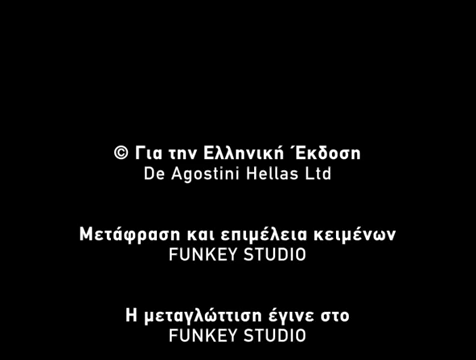 © Για την Ελληνική Έκδοση
De Agostini Hellas Ltd
Μετάφραση και επιμέλεια κειμένων
FUNKEY STUDIO
Η μεταγλώττιση έγινε στο
FUNKEY STUDIO